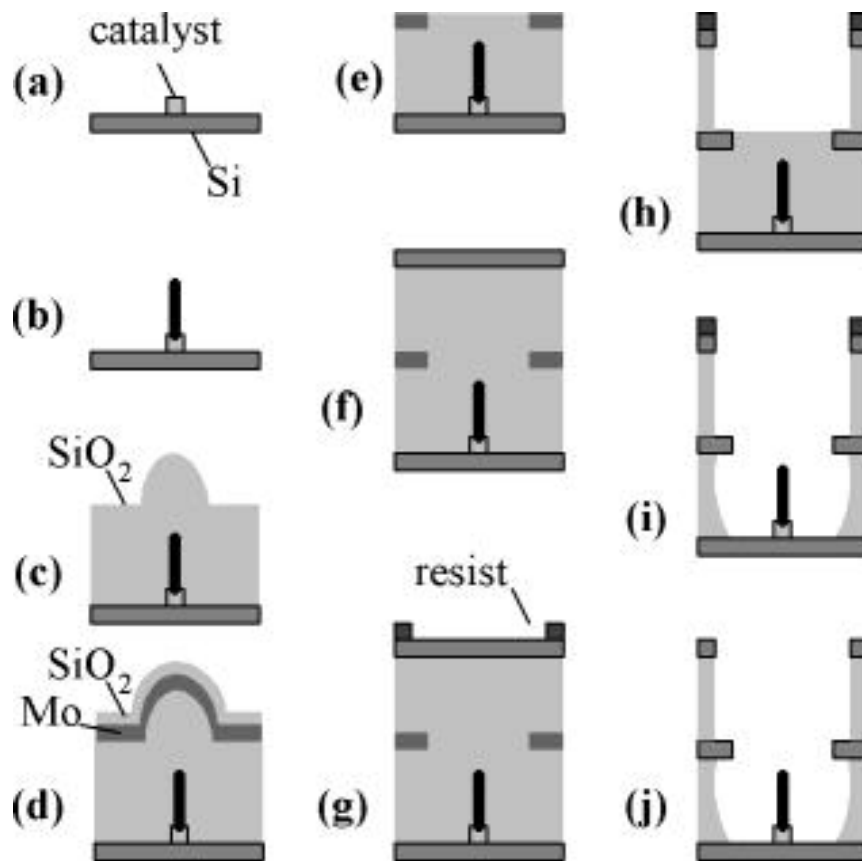 catalyst
(a)
Si
(b)
SiO₂
(c)
SiO₂
Mo
(d)
(e)
(f)
resist
(g)
(h)
(i)
(j)